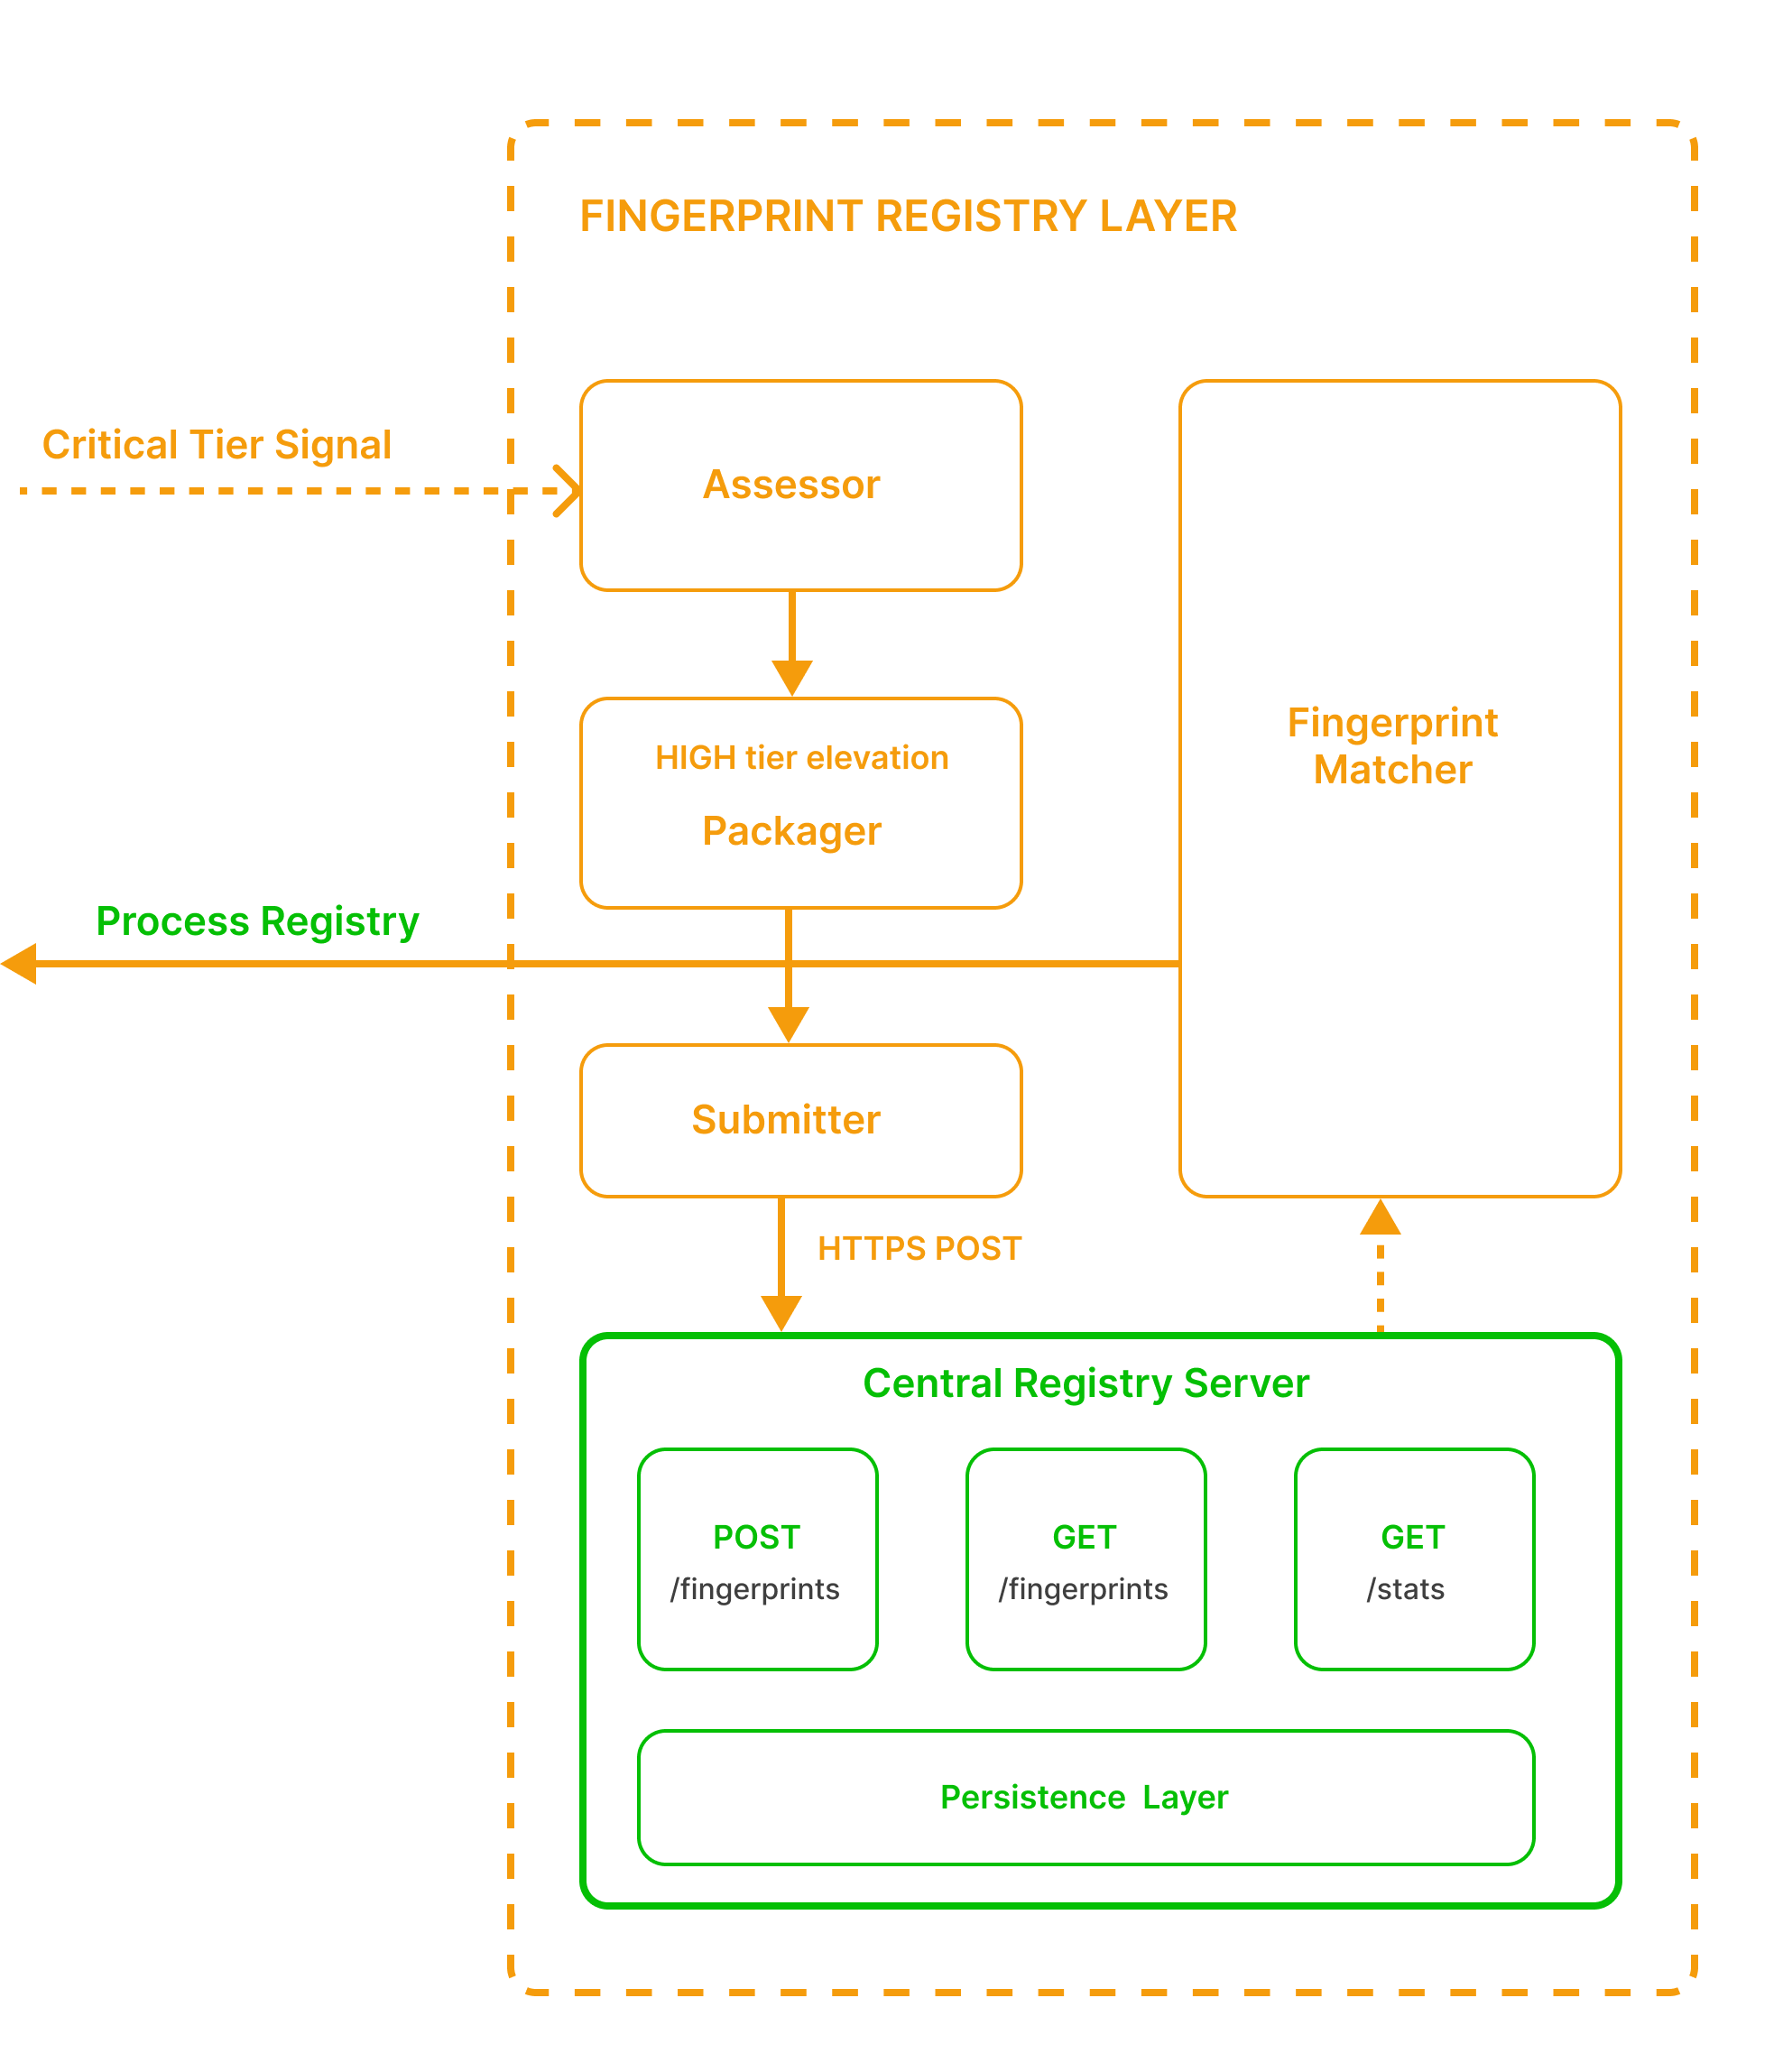 FINGERPRINT REGISTRY LAYER
Critical Tier Signal
Assessor
HIGH tier elevation
Packager
Fingerprint
Matcher
Process Registry
Submitter
HTTPS POST
Central Registry Server
POST
/fingerprints
GET
/fingerprints
GET
/stats
Persistence Layer